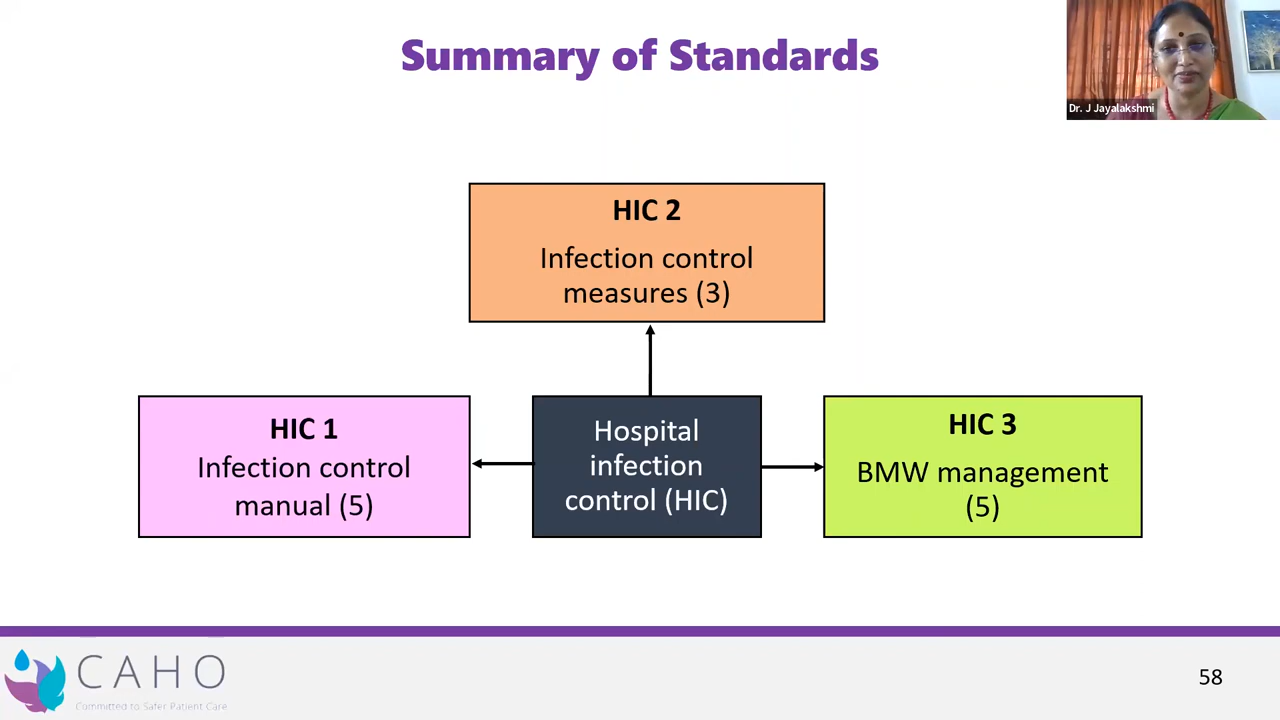 Summary of Standards
Dr. J Jayalakshmi
HIC 2
Infection control
measures (3)
HIC 1
Infection control
manual (5)
Hospital
infection
control (HIC)
HIC 3
BMW management
(5)
CAHO
Committed to Safer Patient Care
58